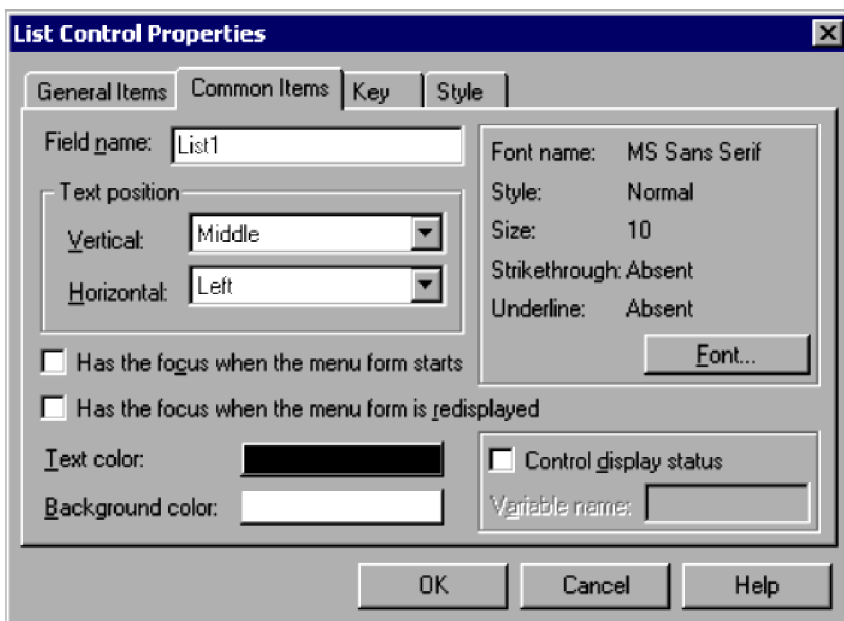 List Control Properties
General Items Common Items Key Style
Field name: List1
Text position
Vertical: Middle
Horizontal: Left
Font name: MS Sans Serif
Style: Normal
Size: 10
Strikethrough: Absent
Underline: Absent
Font...
Has the focus when the menu form starts
Has the focus when the menu form is redisplayed
Text color:
Background color:
Control display status
Variable name:
OK Cancel Help